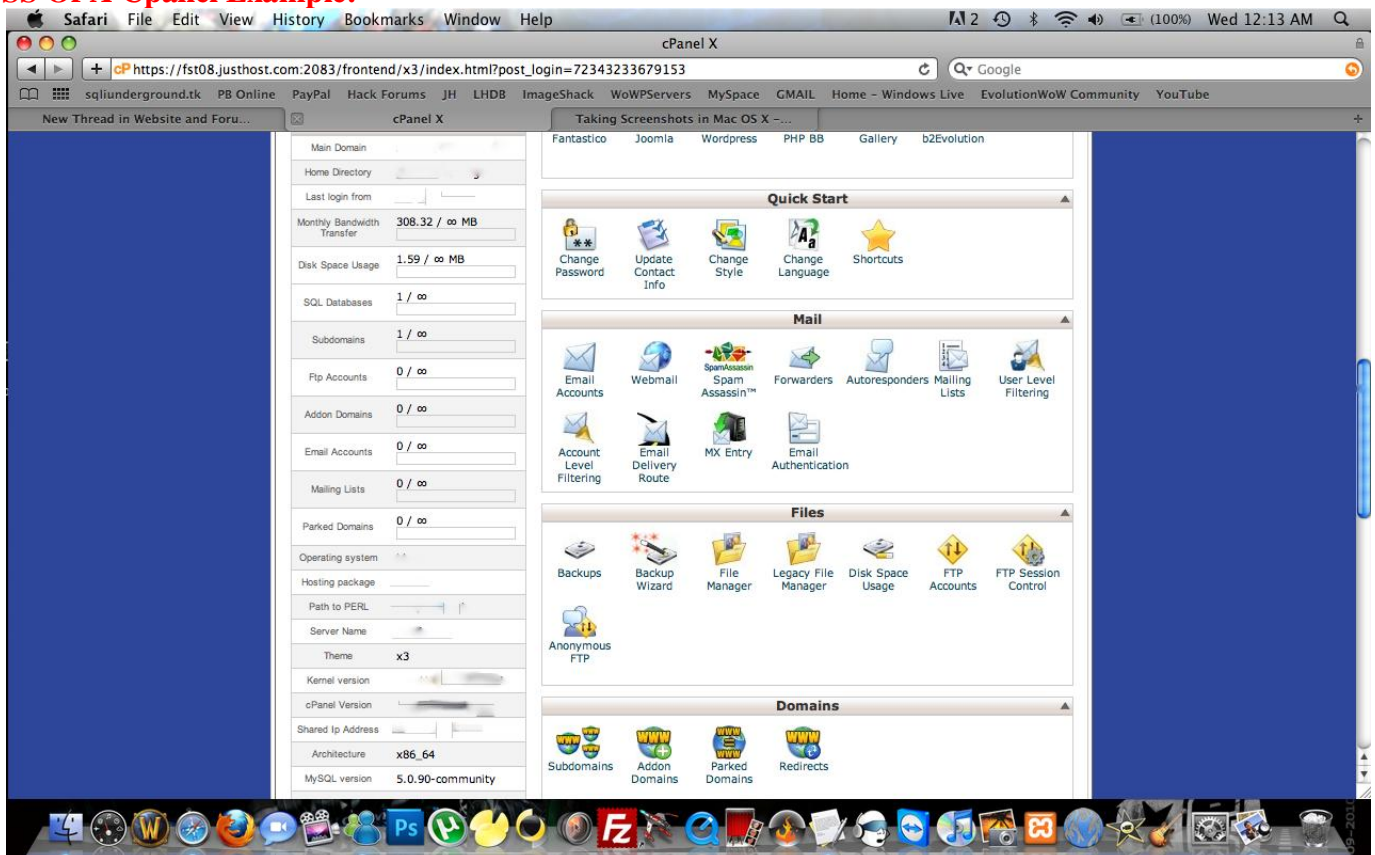 SS Of A Cpanel Example:
Safari File Edit View History Bookmarks Window Help 2 (100%) Wed 12:13 AM
cPanel X
https://fst08.justhost.com:2083/frontend/x3/index.html?post_login=72343233679153 Google
sqliunderground.tk PB Online PayPal Hack Forums JH LHDB ImageShack WoWPServers MySpace GMAIL Home - Windows Live EvolutionWoW Community YouTube
New Thread in Website and Foru... cPanel X Taking Screenshots in Mac OS X -...
Main Domain
Home Directory
Last login from
Monthly Bandwidth Transfer 308.32 / ∞ MB
Disk Space Usage 1.59 / ∞ MB
SQL Databases 1 / ∞
Subdomains 1 / ∞
Ftp Accounts 0 / ∞
Addon Domains 0 / ∞
Email Accounts 0 / ∞
Mailing Lists 0 / ∞
Parked Domains 0 / ∞
Operating system
Hosting package
Path to PERL
Server Name
Theme x3
Kernel version
cPanel Version
Shared Ip Address
Architecture x86_64
MySQL version 5.0.90-community
Fantastico Joomla Wordpress PHP BB Gallery b2Evolution
Quick Start
Change Password Update Contact Info Change Style Change Language Shortcuts
Mail
Email Accounts Webmail SpamAssassin Spam Assassin™ Forwarders Autoresponders Mailing Lists User Level Filtering
Account Level Filtering Email Delivery Route MX Entry Email Authentication
Files
Backups Backup Wizard File Manager Legacy File Manager Disk Space Usage FTP Accounts FTP Session Control
Anonymous FTP
Domains
Subdomains Addon Domains Parked Domains Redirects